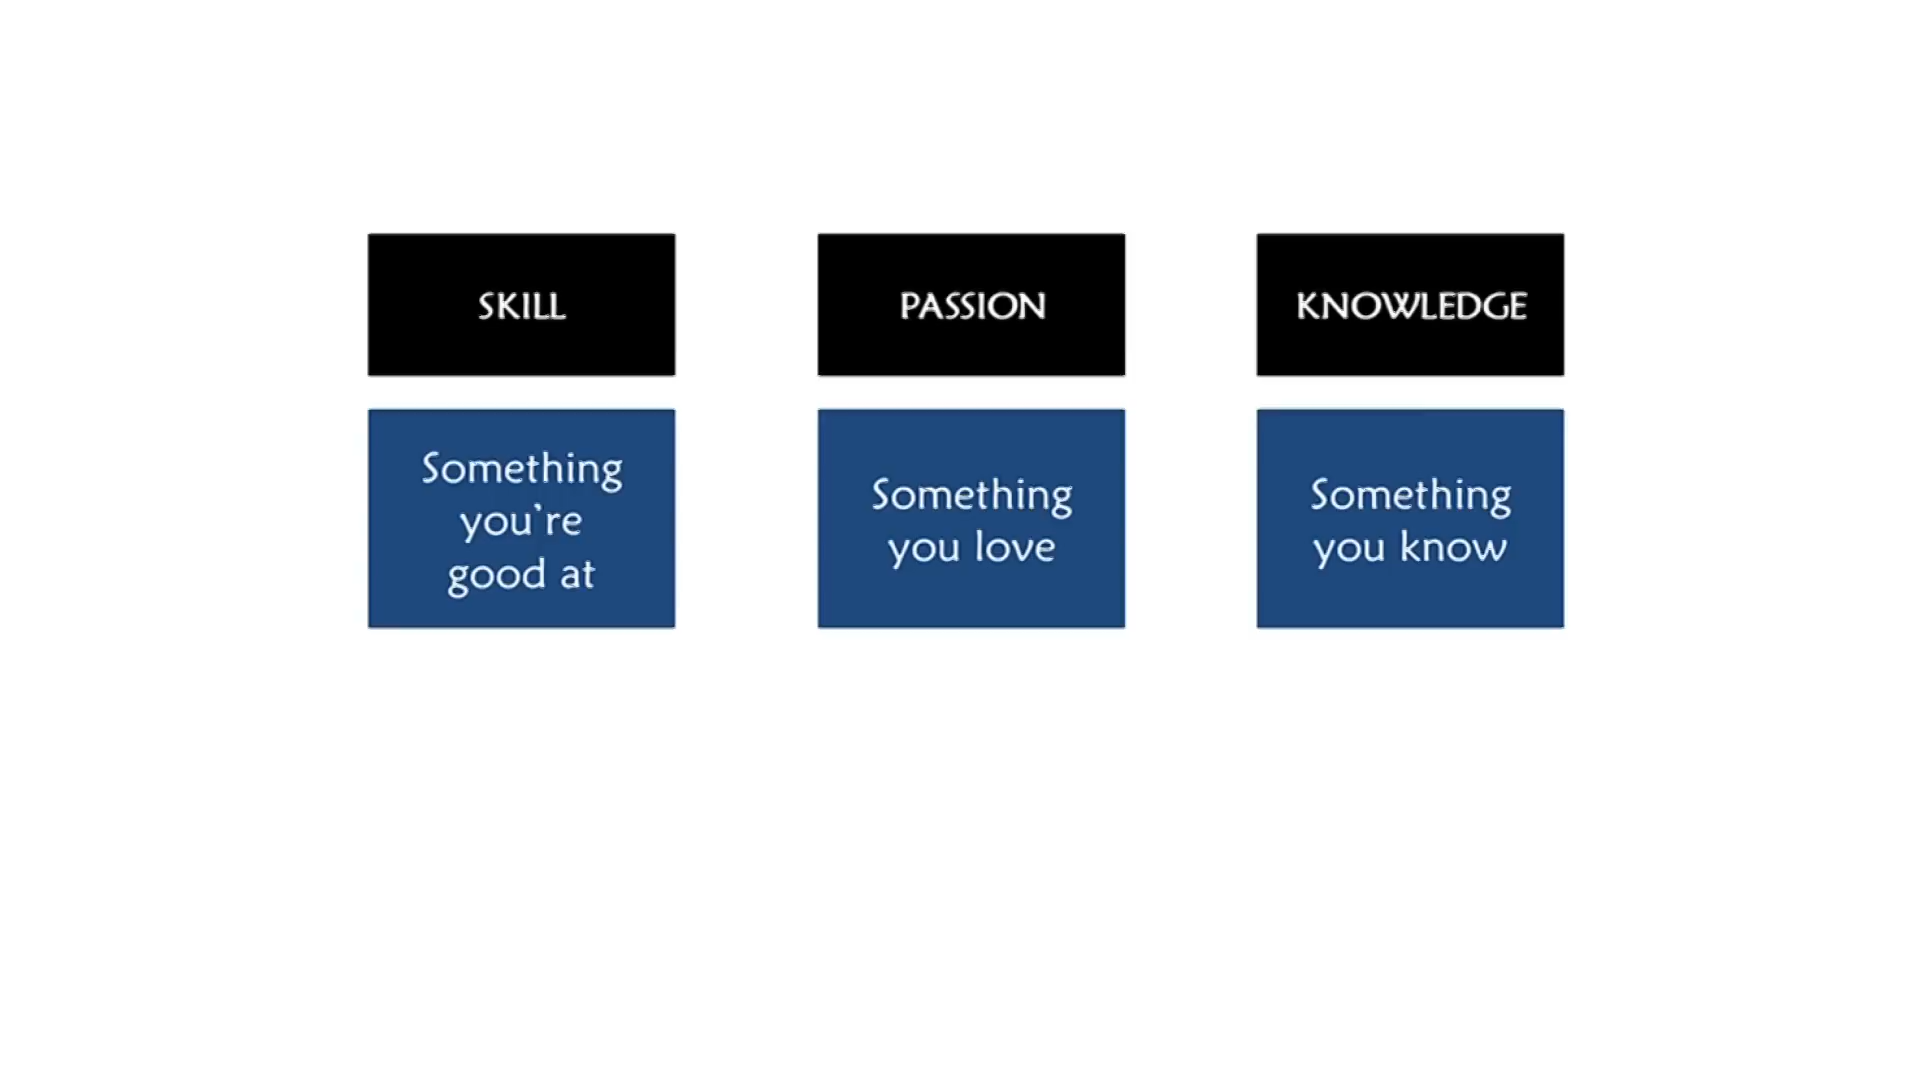 SKILL
PASSION
KNOWLEDGE
Something
you're
good at
Something
you love
Something
you know